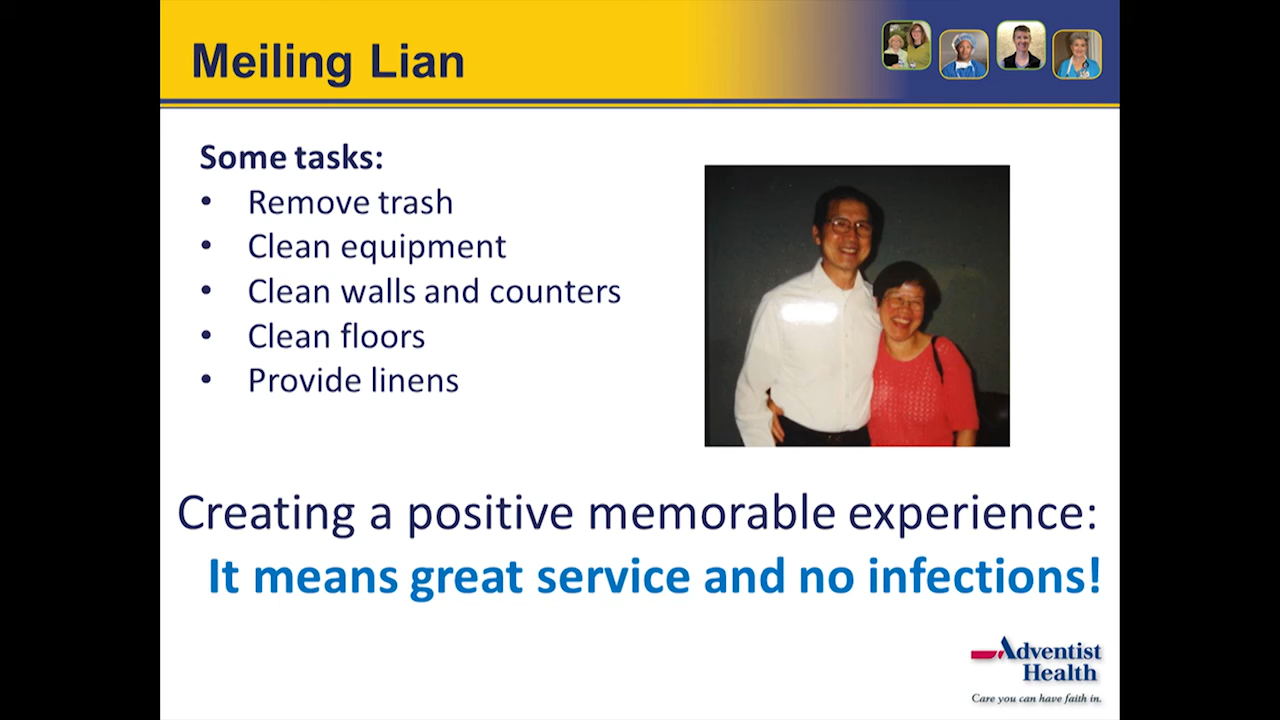 Meiling Lian
Some tasks:
• Remove trash
• Clean equipment
• Clean walls and counters
• Clean floors
• Provide linens
Creating a positive memorable experience:
It means great service and no infections!
Adventist
Health
Care you can have faith in.